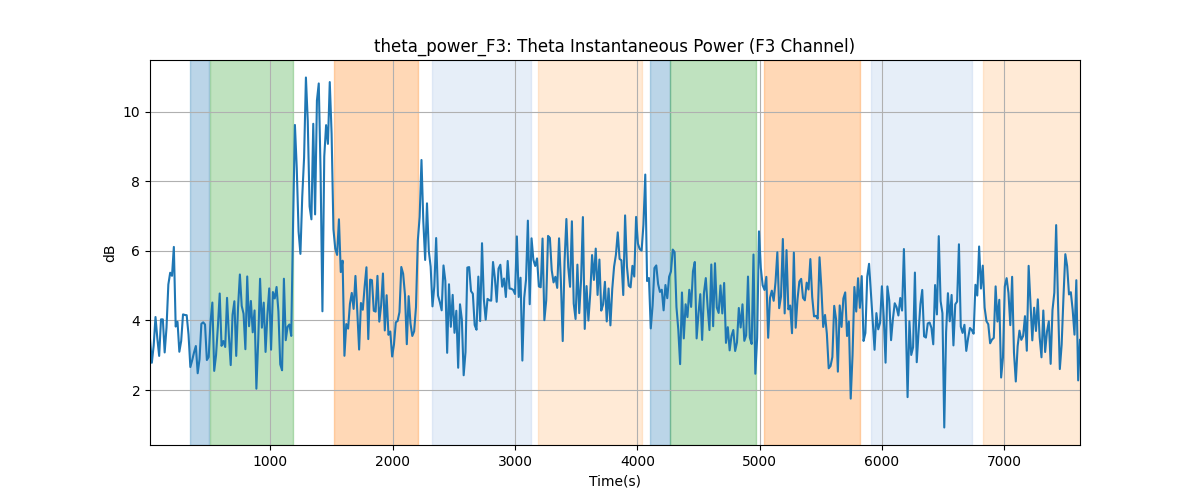 theta_power_F3: Theta Instantaneous Power (F3 Channel)
10
8
6
4
2
dB
1000 2000 3000 4000 5000 6000 7000
Time(s)